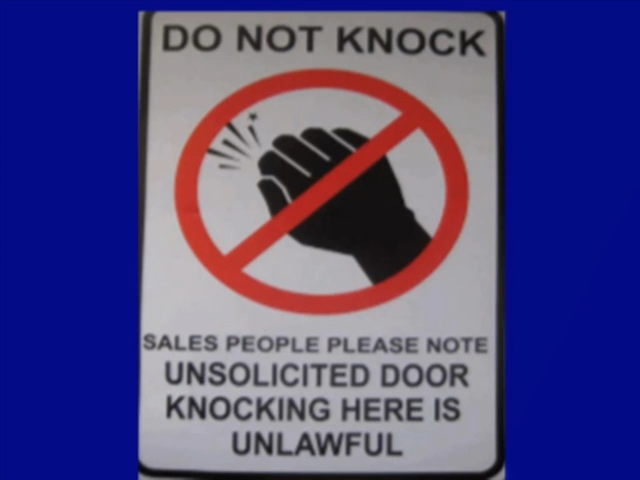 DO NOT KNOCK
SALES PEOPLE PLEASE NOTE
UNSOLICITED DOOR
KNOCKING HERE IS
UNLAWFUL